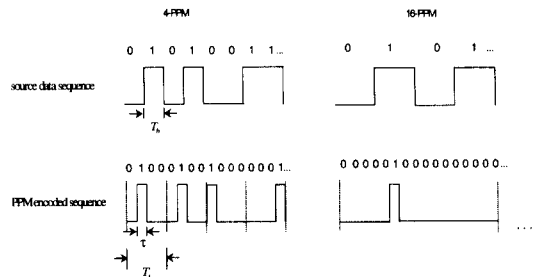 4-PPM 16-PPM
0 1 0 1 0 0 1 1... 0 1 0 1 ...
source data sequence
T_b
0 1 0 0 0 1 0 0 1 0 0 0 0 0 0 1... 0 0 0 0 0 1 0 0 0 0 0 0 0 0 0 0...
PPM encoded sequence
...
τ
T_s